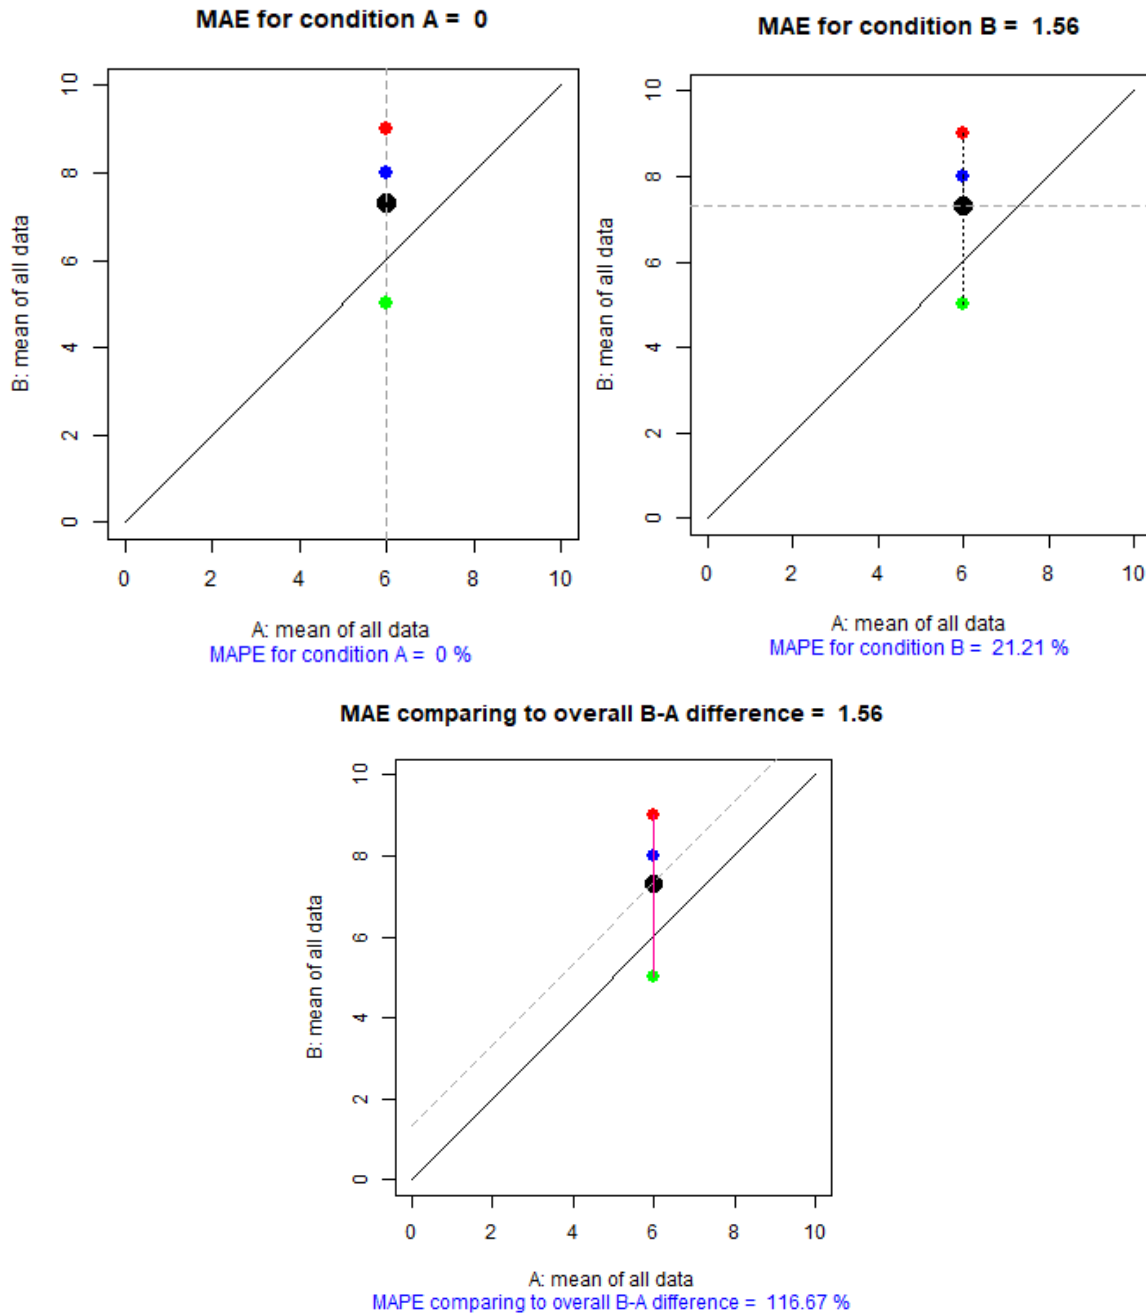 MAE for condition A =  0
10
8
6
4
2
0
B: mean of all data
0 2 4 6 8 10
A: mean of all data
MAPE for condition A =  0 %
MAE for condition B =  1.56
10
8
6
4
2
0
B: mean of all data
0 2 4 6 8 10
A: mean of all data
MAPE for condition B =  21.21 %
MAE comparing to overall B-A difference =  1.56
10
8
6
4
2
0
B: mean of all data
0 2 4 6 8 10
A: mean of all data
MAPE comparing to overall B-A difference =  116.67 %